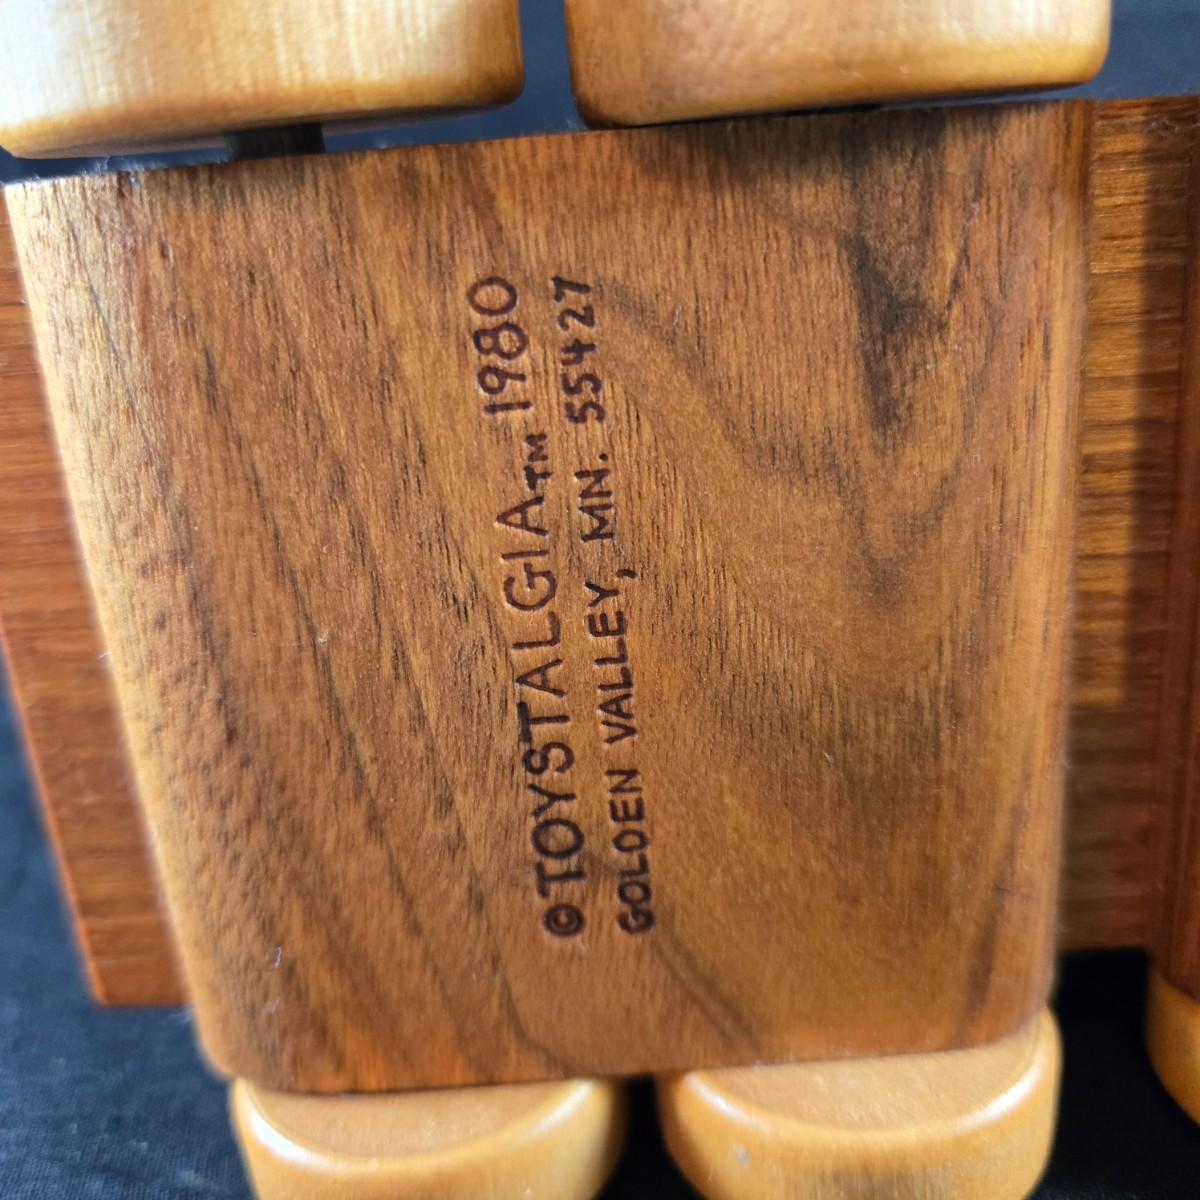 ©TOYSTALGIA™ 1980
GOLDEN VALLEY, MN. 55427